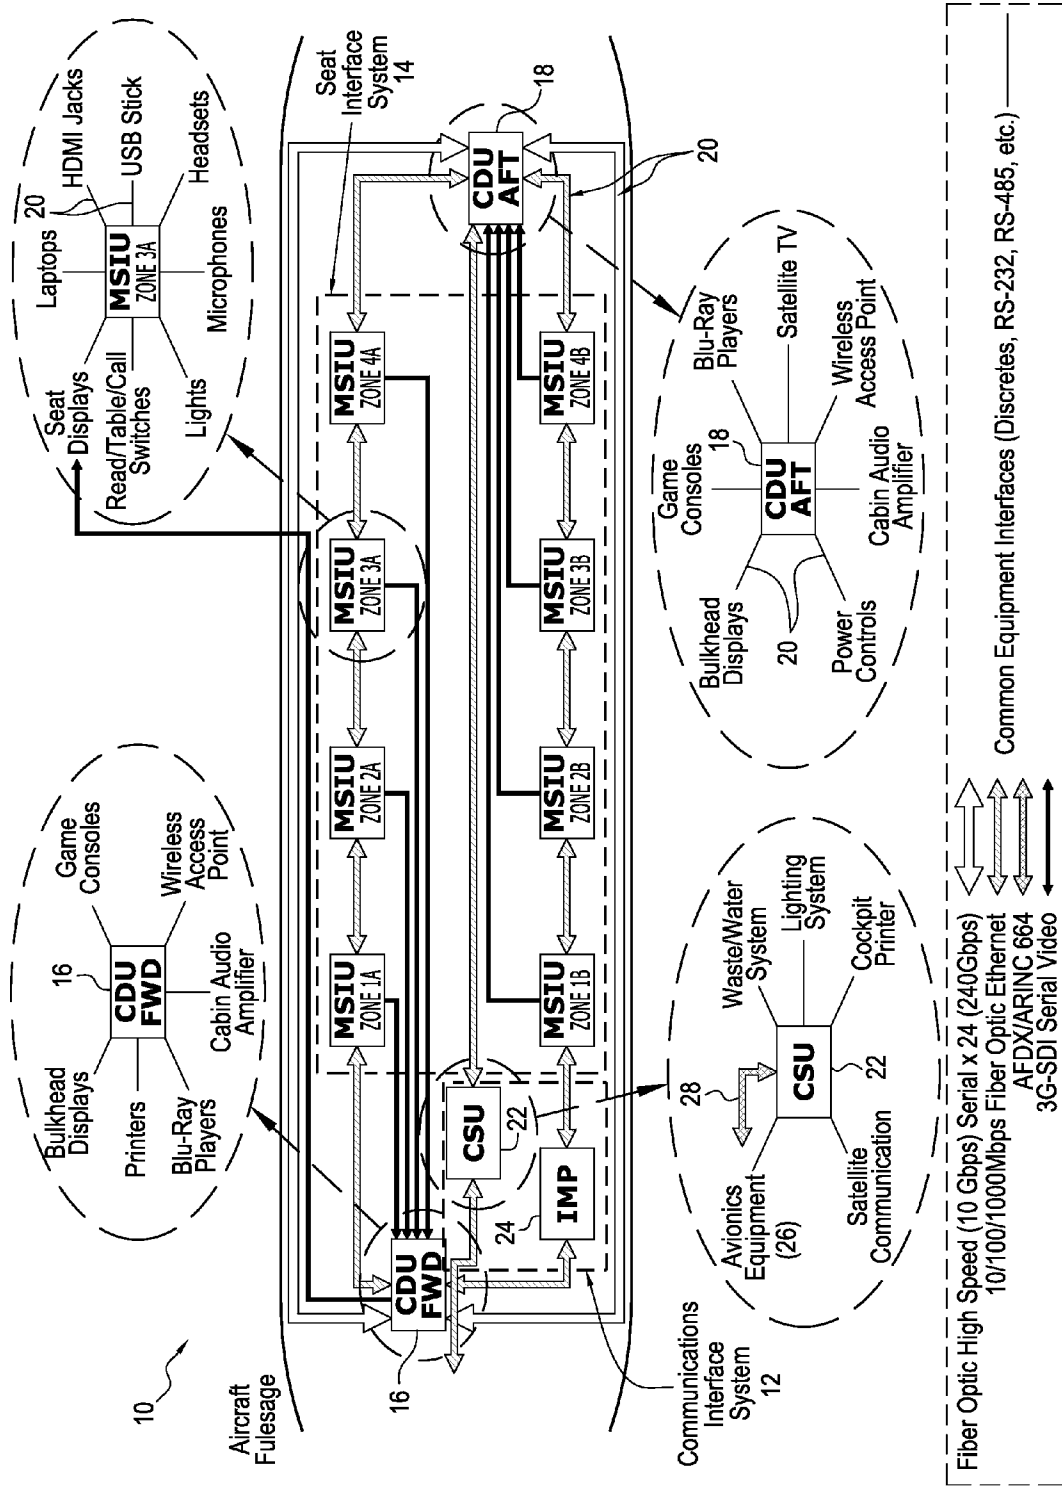 10
Aircraft
Fulesage
16
CDU
FWD
Bulkhead
Displays
Printers
Blu-Ray
Players
Cabin Audio
Amplifier
Wireless
Access
Point
Game
Consoles
20
Laptops
HDMI Jacks
USB Stick
Headsets
Microphones
Lights
Read/Table/Call
Switches
Seat
Displays
MSIU
ZONE 3A
Seat
Interface
System
14
18
MSIU
ZONE 1A
MSIU
ZONE 2A
MSIU
ZONE 3A
MSIU
ZONE 4A
CDU
FWD
16
CSU
22
CDU
AFT
24
IMP
MSIU
ZONE 1B
MSIU
ZONE 2B
MSIU
ZONE 3B
MSIU
ZONE 4B
20
Communications
Interface
System
12
Avionics
Equipment
(26)
28
Waste/Water
System
Lighting
System
Cockpit
Printer
CSU
22
Satellite
Communication
Bulkhead
Displays
Game
Consoles
18
Blu-Ray
Players
Satellite TV
Wireless
Access Point
Cabin Audio
Amplifier
Power
Controls
20
CDU
AFT
Fiber Optic High Speed (10 Gbps) Serial x 24 (240Gbps)
10/100/1000Mbps Fiber Optic Ethernet
AFDX/ARINC 664
3G-SDI Serial Video
Common Equipment Interfaces (Discretes, RS-232, RS-485, etc.)